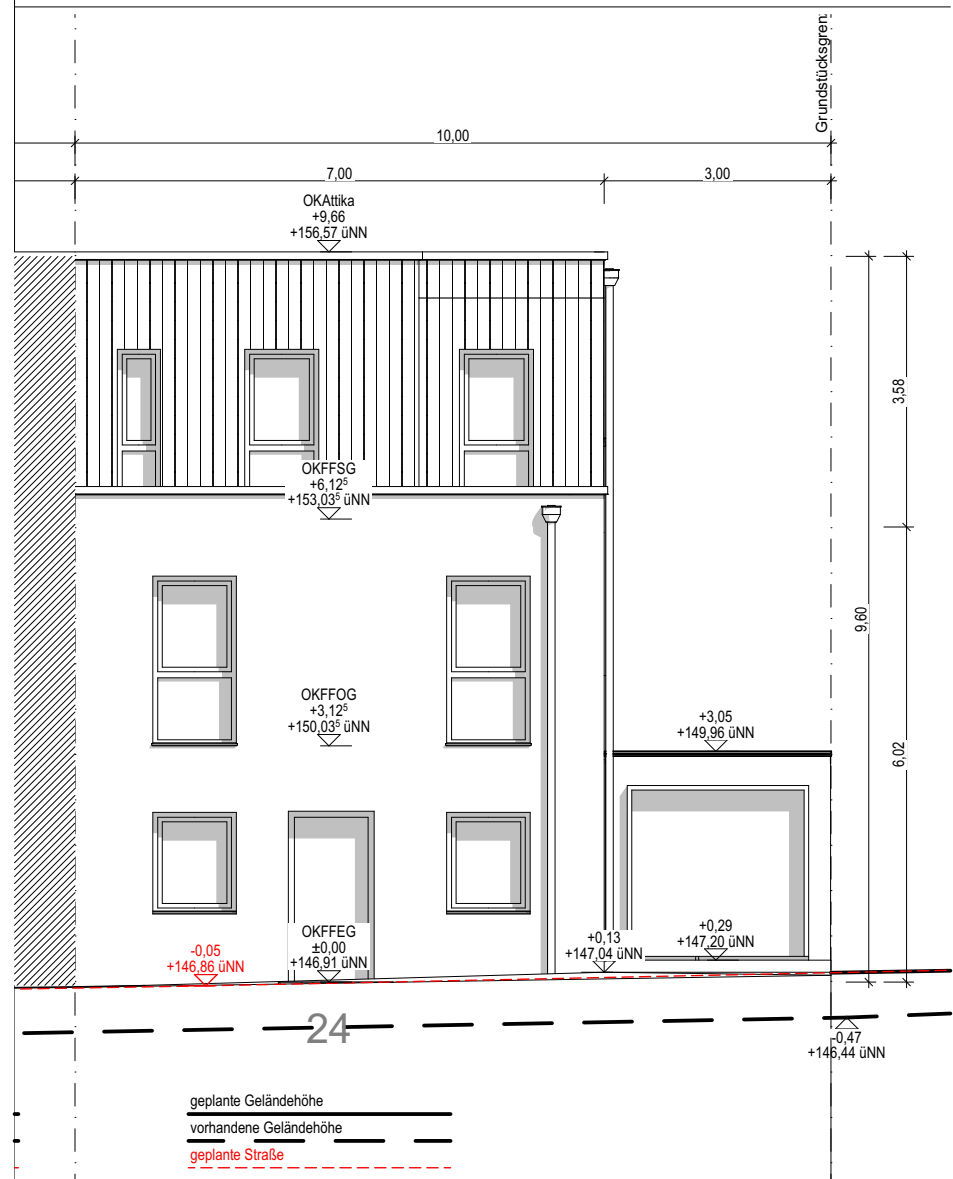 Grundstücksgren
10,00
7,00
3,00
OKAttika
+9,66
+156,57 üNN
3,58
OKFFSG
+6,12⁵
+153,03⁵ üNN
9,60
OKFFOG
+3,12⁵
+150,03⁵ üNN
+3,05
+149,96 üNN
6,02
OKFFEG
±0,00
+146,91 üNN
-0,05
+146,86 üNN
+0,13
+147,04 üNN
+0,29
+147,20 üNN
24
-0,47
+146,44 üNN
geplante Geländehöhe
vorhandene Geländehöhe
geplante Straße